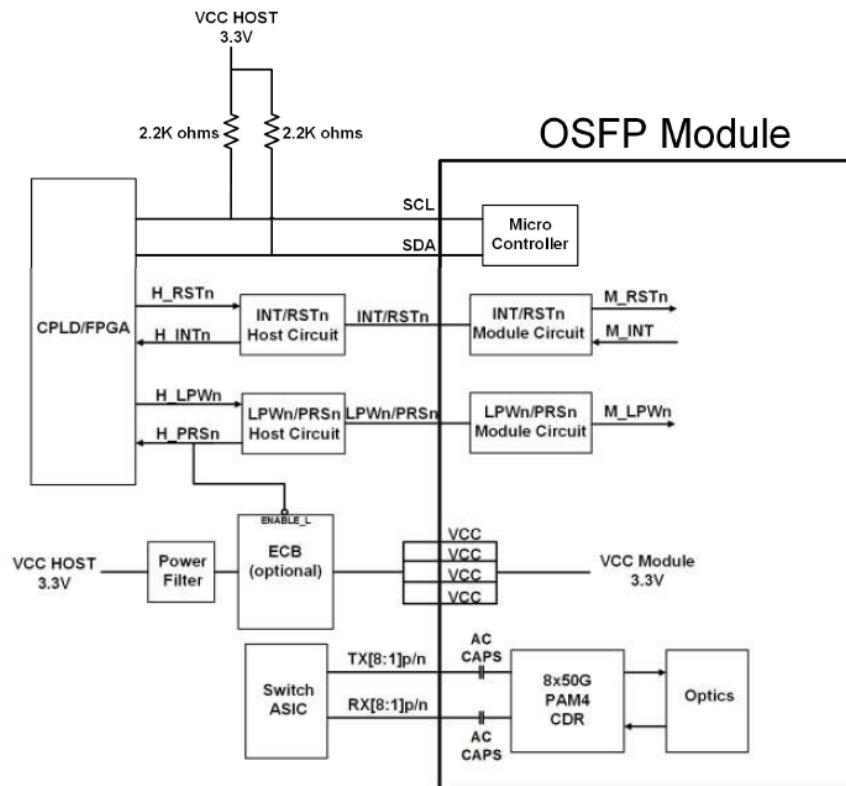 VCC HOST
3.3V
2.2K ohms
2.2K ohms
OSFP Module
SCL
SDA
Micro
Controller
CPLD/FPGA
H_RSTn
H_INTn
INT/RSTn
Host Circuit
INT/RSTn
INT/RSTn
Module Circuit
M_RSTn
M_INT
H_LPWn
H_PRSn
LPWn/PRSn
Host Circuit
LPWn/PRSn
LPWn/PRSn
Module Circuit
M_LPWn
ENABLE_L
ECB
(optional)
VCC HOST
3.3V
Power
Filter
VCC
VCC
VCC
VCC
VCC Module
3.3V
Switch
ASIC
TX[8:1]p/n
RX[8:1]p/n
AC
CAPS
AC
CAPS
8x50G
PAM4
CDR
Optics